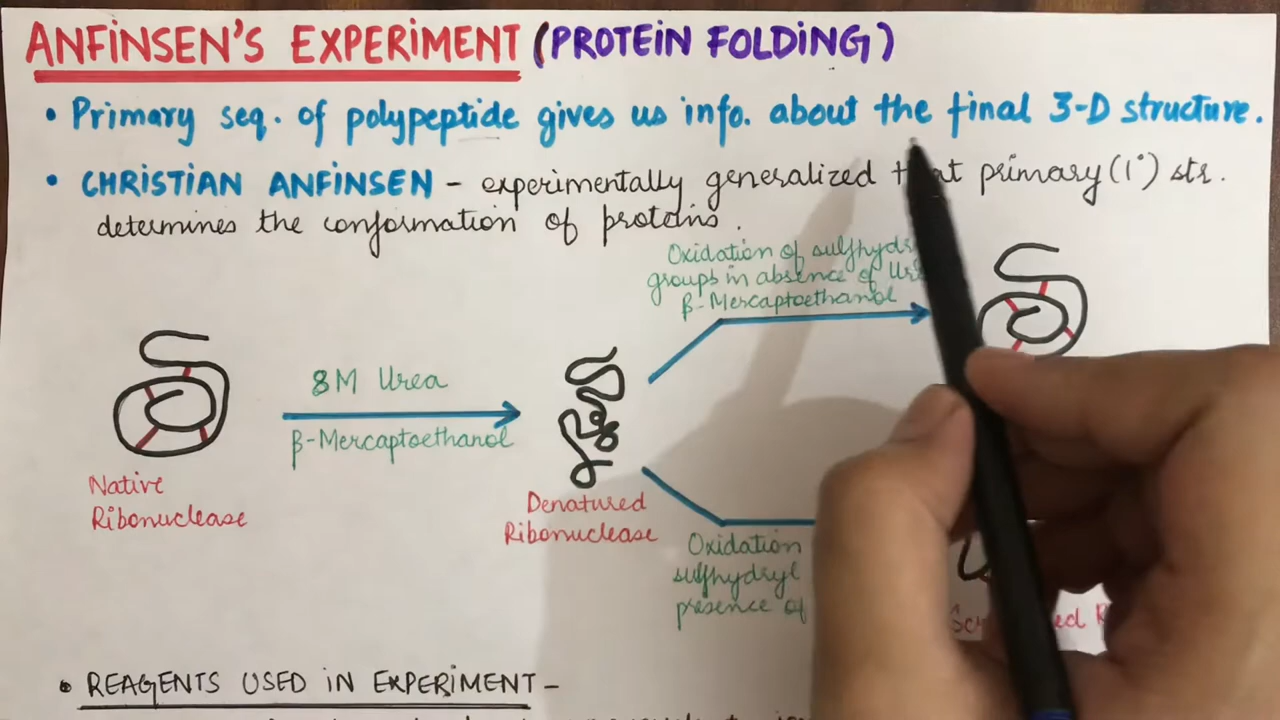 ANFINSEN'S EXPERIMENT (PROTEIN FOLDING)
• Primary seq. of polypeptide gives us info. about the final 3-D structure.
• CHRISTIAN ANFINSEN - experimentally generalized that primary (1°) str.
determines the conformation of proteins.
Oxidation of sulfhydr
groups in absence of
β-Mercaptoethanol
8M Urea
β-Mercaptoethanol
Native
Ribonuclease
Denatured
Ribonuclease
Oxidation
sulfhydryl
presence of
• REAGENTS USED IN EXPERIMENT -